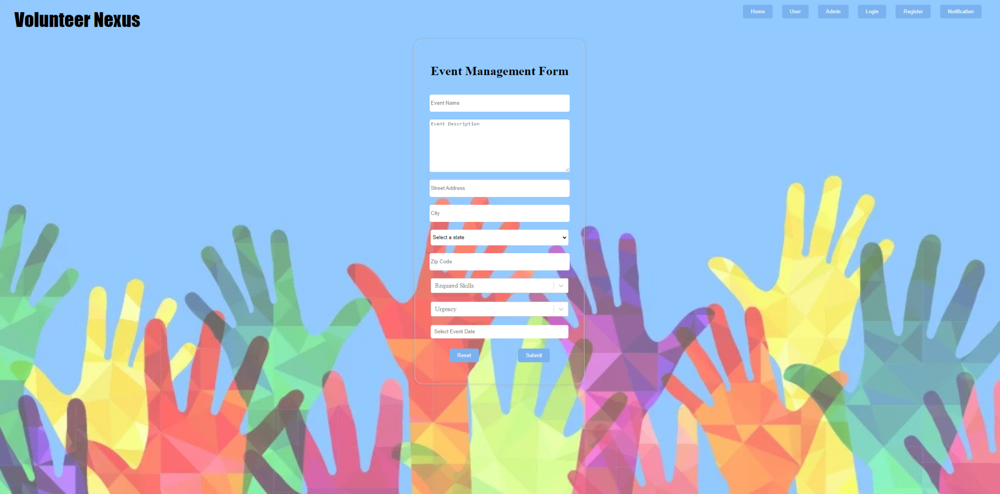 Volunteer Nexus
Home User Admin Login Register Notification
Event Management Form
Event Name
Event Description
Street Address
City
Select a state
Zip Code
Required Skills
Urgency
Select Event Date
Reset Submit